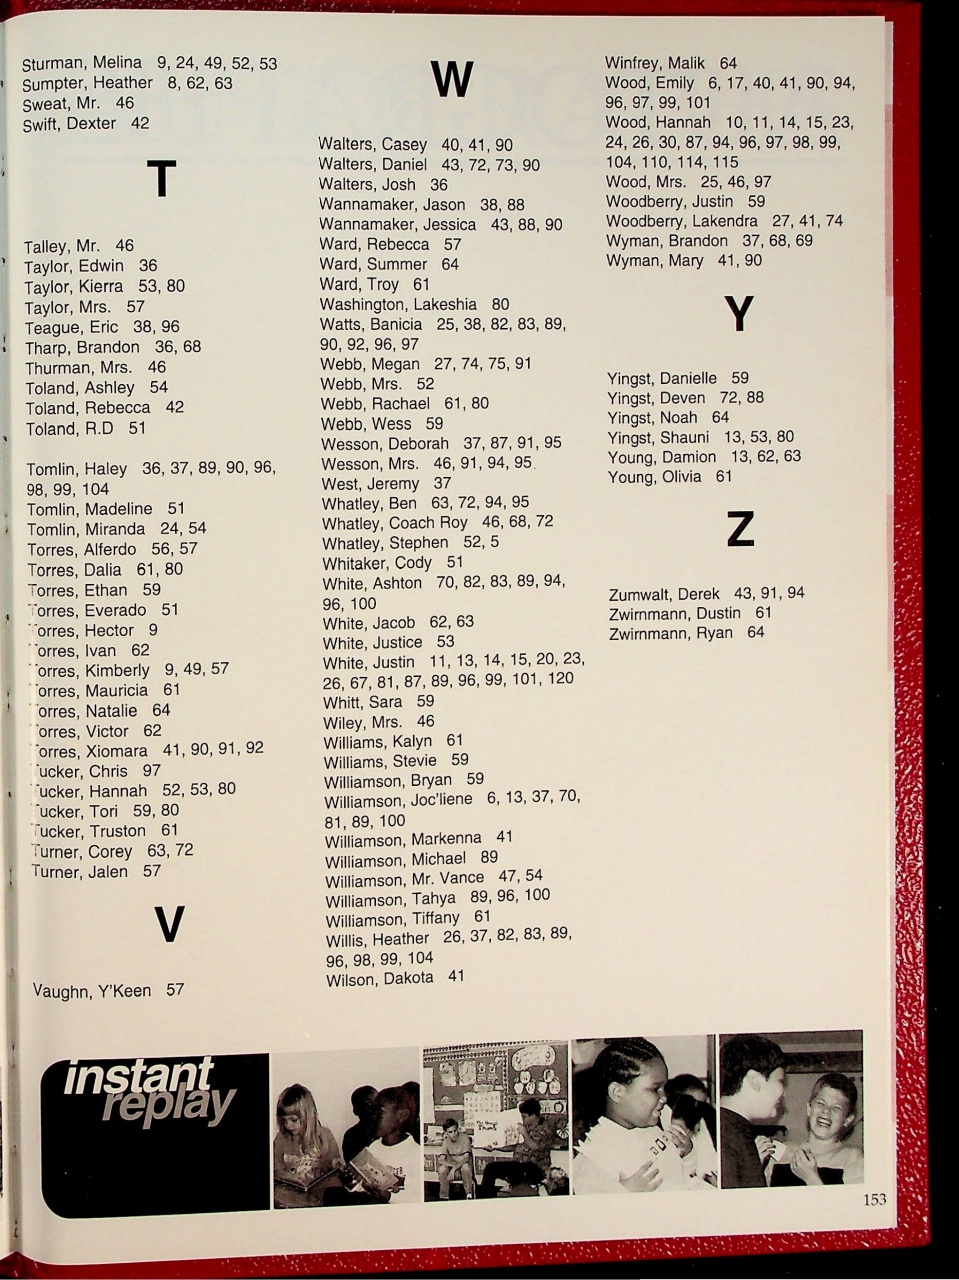 Sturman, Melina 9, 24, 49, 52, 53
Sumpter, Heather 8, 62, 63
Sweat, Mr. 46
Swift, Dexter 42
T
Talley, Mr. 46
Taylor, Edwin 36
Taylor, Kierra 53, 80
Taylor, Mrs. 57
Teague, Eric 38, 96
Tharp, Brandon 36, 68
Thurman, Mrs. 46
Toland, Ashley 54
Toland, Rebecca 42
Toland, R.D 51
Tomlin, Haley 36, 37, 89, 90, 96,
98, 99, 104
Tomlin, Madeline 51
Tomlin, Miranda 24, 54
Torres, Alferdo 56, 57
Torres, Dalia 61, 80
Torres, Ethan 59
Torres, Everado 51
Torres, Hector 9
Torres, Ivan 62
Torres, Kimberly 9, 49, 57
Torres, Mauricia 61
Torres, Natalie 64
Torres, Victor 62
Torres, Xiomara 41, 90, 91, 92
Tucker, Chris 97
Tucker, Hannah 52, 53, 80
Tucker, Tori 59, 80
Tucker, Truston 61
Turner, Corey 63, 72
Turner, Jalen 57
V
Vaughn, Y'Keen 57
W
Walters, Casey 40, 41, 90
Walters, Daniel 43, 72, 73, 90
Walters, Josh 36
Wannamaker, Jason 38, 88
Wannamaker, Jessica 43, 88, 90
Ward, Rebecca 57
Ward, Summer 64
Ward, Troy 61
Washington, Lakeshia 80
Watts, Banicia 25, 38, 82, 83, 89,
90, 92, 96, 97
Webb, Megan 27, 74, 75, 91
Webb, Mrs. 52
Webb, Rachael 61, 80
Webb, Wess 59
Wesson, Deborah 37, 87, 91, 95
Wesson, Mrs. 46, 91, 94, 95
West, Jeremy 37
Whatley, Ben 63, 72, 94, 95
Whatley, Coach Roy 46, 68, 72
Whatley, Stephen 52, 5
Whitaker, Cody 51
White, Ashton 70, 82, 83, 89, 94,
96, 100
White, Jacob 62, 63
White, Justice 53
White, Justin 11, 13, 14, 15, 20, 23,
26, 67, 81, 87, 89, 96, 99, 101, 120
Whitt, Sara 59
Wiley, Mrs. 46
Williams, Kalyn 61
Williams, Stevie 59
Williamson, Bryan 59
Williamson, Joc'liene 6, 13, 37, 70,
81, 89, 100
Williamson, Markenna 41
Williamson, Michael 89
Williamson, Mr. Vance 47, 54
Williamson, Tahya 89, 96, 100
Williamson, Tiffany 61
Willis, Heather 26, 37, 82, 83, 89,
96, 98, 99, 104
Wilson, Dakota 41
Winfrey, Malik 64
Wood, Emily 6, 17, 40, 41, 90, 94,
96, 97, 99, 101
Wood, Hannah 10, 11, 14, 15, 23,
24, 26, 30, 87, 94, 96, 97, 98, 99,
104, 110, 114, 115
Wood, Mrs. 25, 46, 97
Woodberry, Justin 59
Woodberry, Lakendra 27, 41, 74
Wyman, Brandon 37, 68, 69
Wyman, Mary 41, 90
Y
Yingst, Danielle 59
Yingst, Deven 72, 88
Yingst, Noah 64
Yingst, Shauni 13, 53, 80
Young, Damion 13, 62, 63
Young, Olivia 61
Z
Zumwalt, Derek 43, 91, 94
Zwirnmann, Dustin 61
Zwirnmann, Ryan 64
instant
replay
153